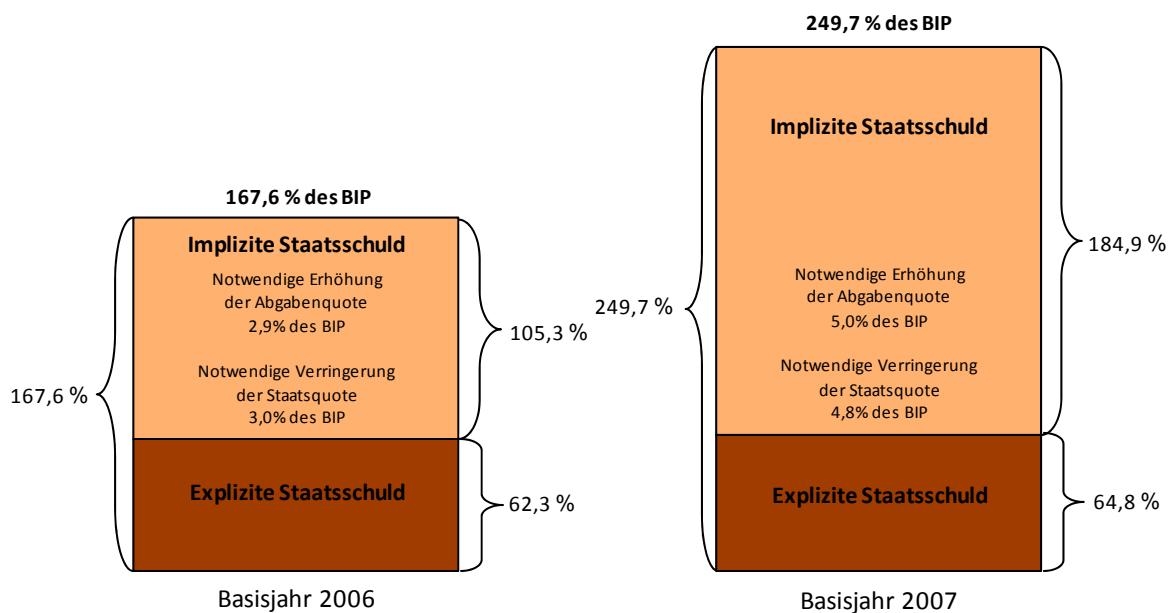 167,6 % des BIP
Implizite Staatsschuld
Notwendige Erhöhung
der Abgabenquote
2,9% des BIP
Notwendige Verringerung
der Staatsquote
3,0% des BIP
167,6 %
105,3 %
Explizite Staatsschuld
62,3 %
Basisjahr 2006
249,7 % des BIP
Implizite Staatsschuld
Notwendige Erhöhung
der Abgabenquote
5,0% des BIP
Notwendige Verringerung
der Staatsquote
4,8% des BIP
249,7 %
184,9 %
Explizite Staatsschuld
64,8 %
Basisjahr 2007